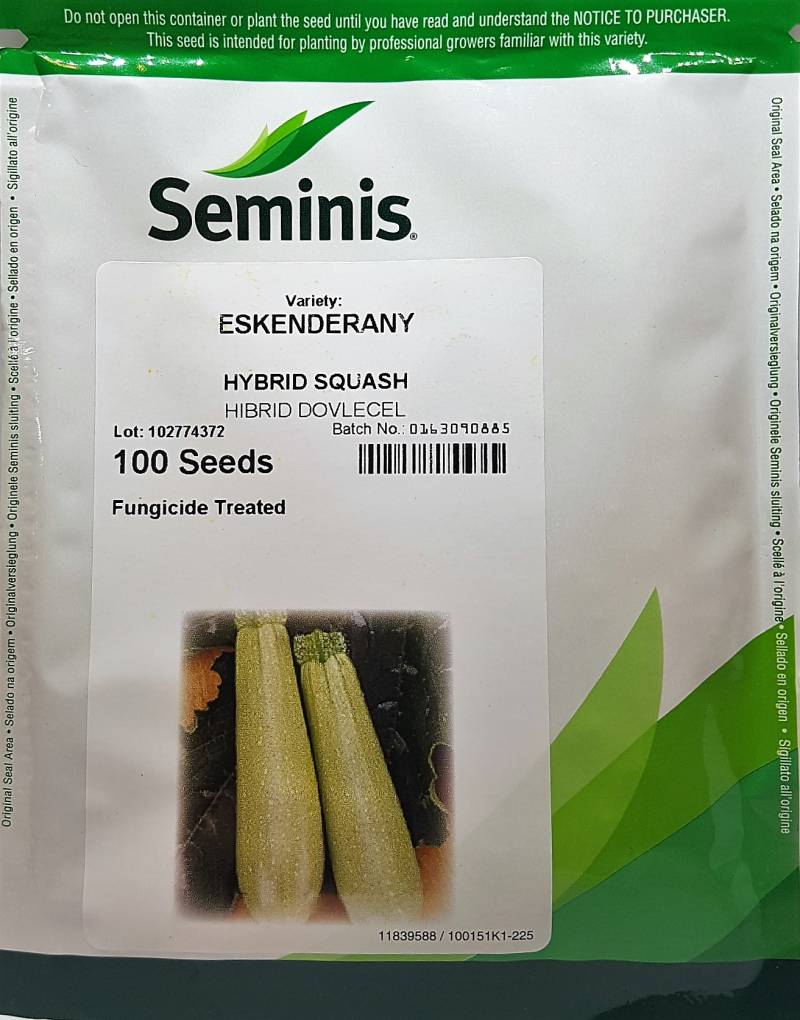 Do not open this container or plant the seed until you have read and understand the NOTICE TO PURCHASER.
This seed is intended for planting by professional growers familiar with this variety.
Seminis®
Variety:
ESKENDERANY
HYBRID SQUASH
HIBRID DOVLECEL
Lot: 102774372
Batch No.: 0163090885
100 Seeds
Fungicide Treated
11839588 / 100151K1-225
Original Seal Area • Selado na origem • Originalversieglung • Originele Seminis sluiting • Scellé à l'origine • Sellado en origen • Sigillato all'origine
Original Seal Area • Selado na origem • Originalversieglung • Originele Seminis sluiting • Scellé à l'origine • Sellado en origen • Sigillato all'origine